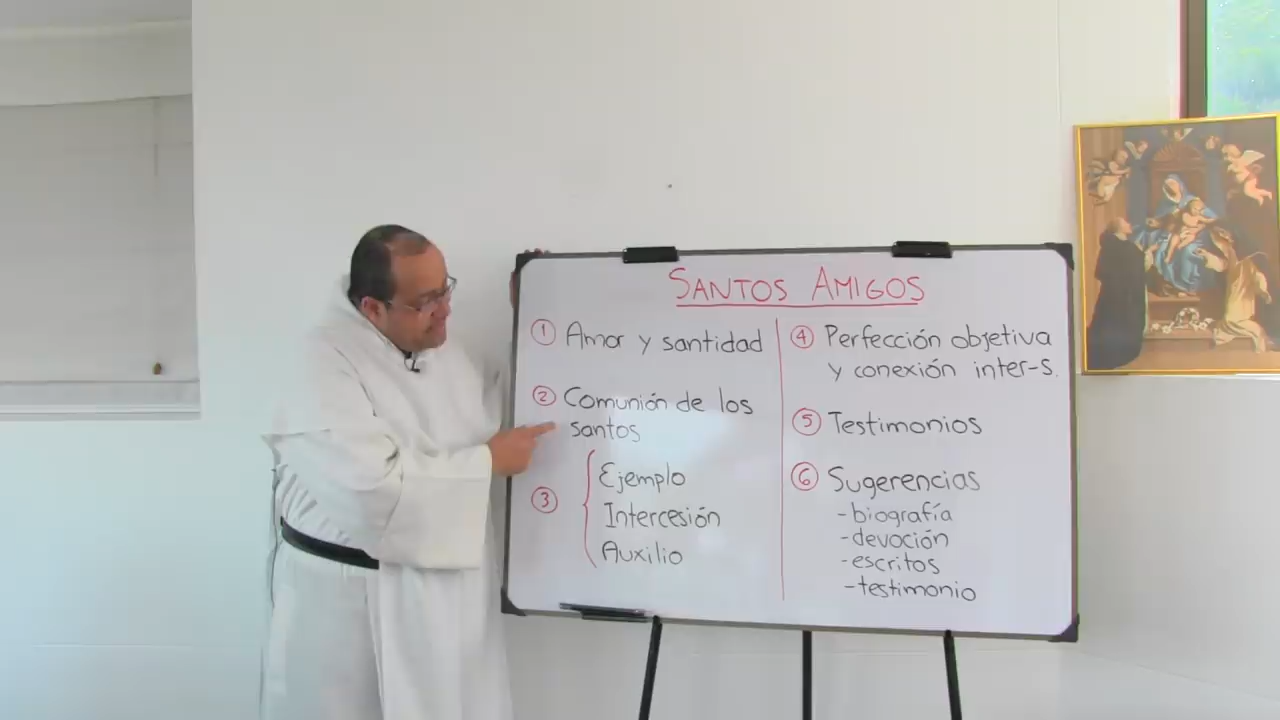 SANTOS AMIGOS
1 Amor y santidad
2 Comunión de los
santos
3 Ejemplo
Intercesión
Auxilio
4 Perfección objetiva
y conexión inter-s.
5 Testimonios
6 Sugerencias
-biografía
-devoción
-escritos
-testimonio